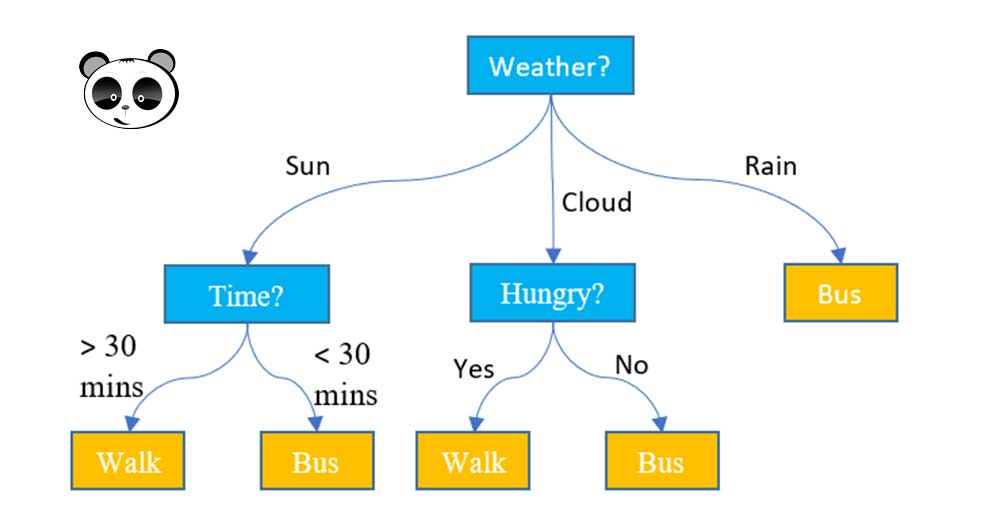 Weather?
Sun
Cloud
Rain
Time?
Hungry?
Bus
> 30
mins
< 30
mins
Yes
No
Walk
Bus
Walk
Bus